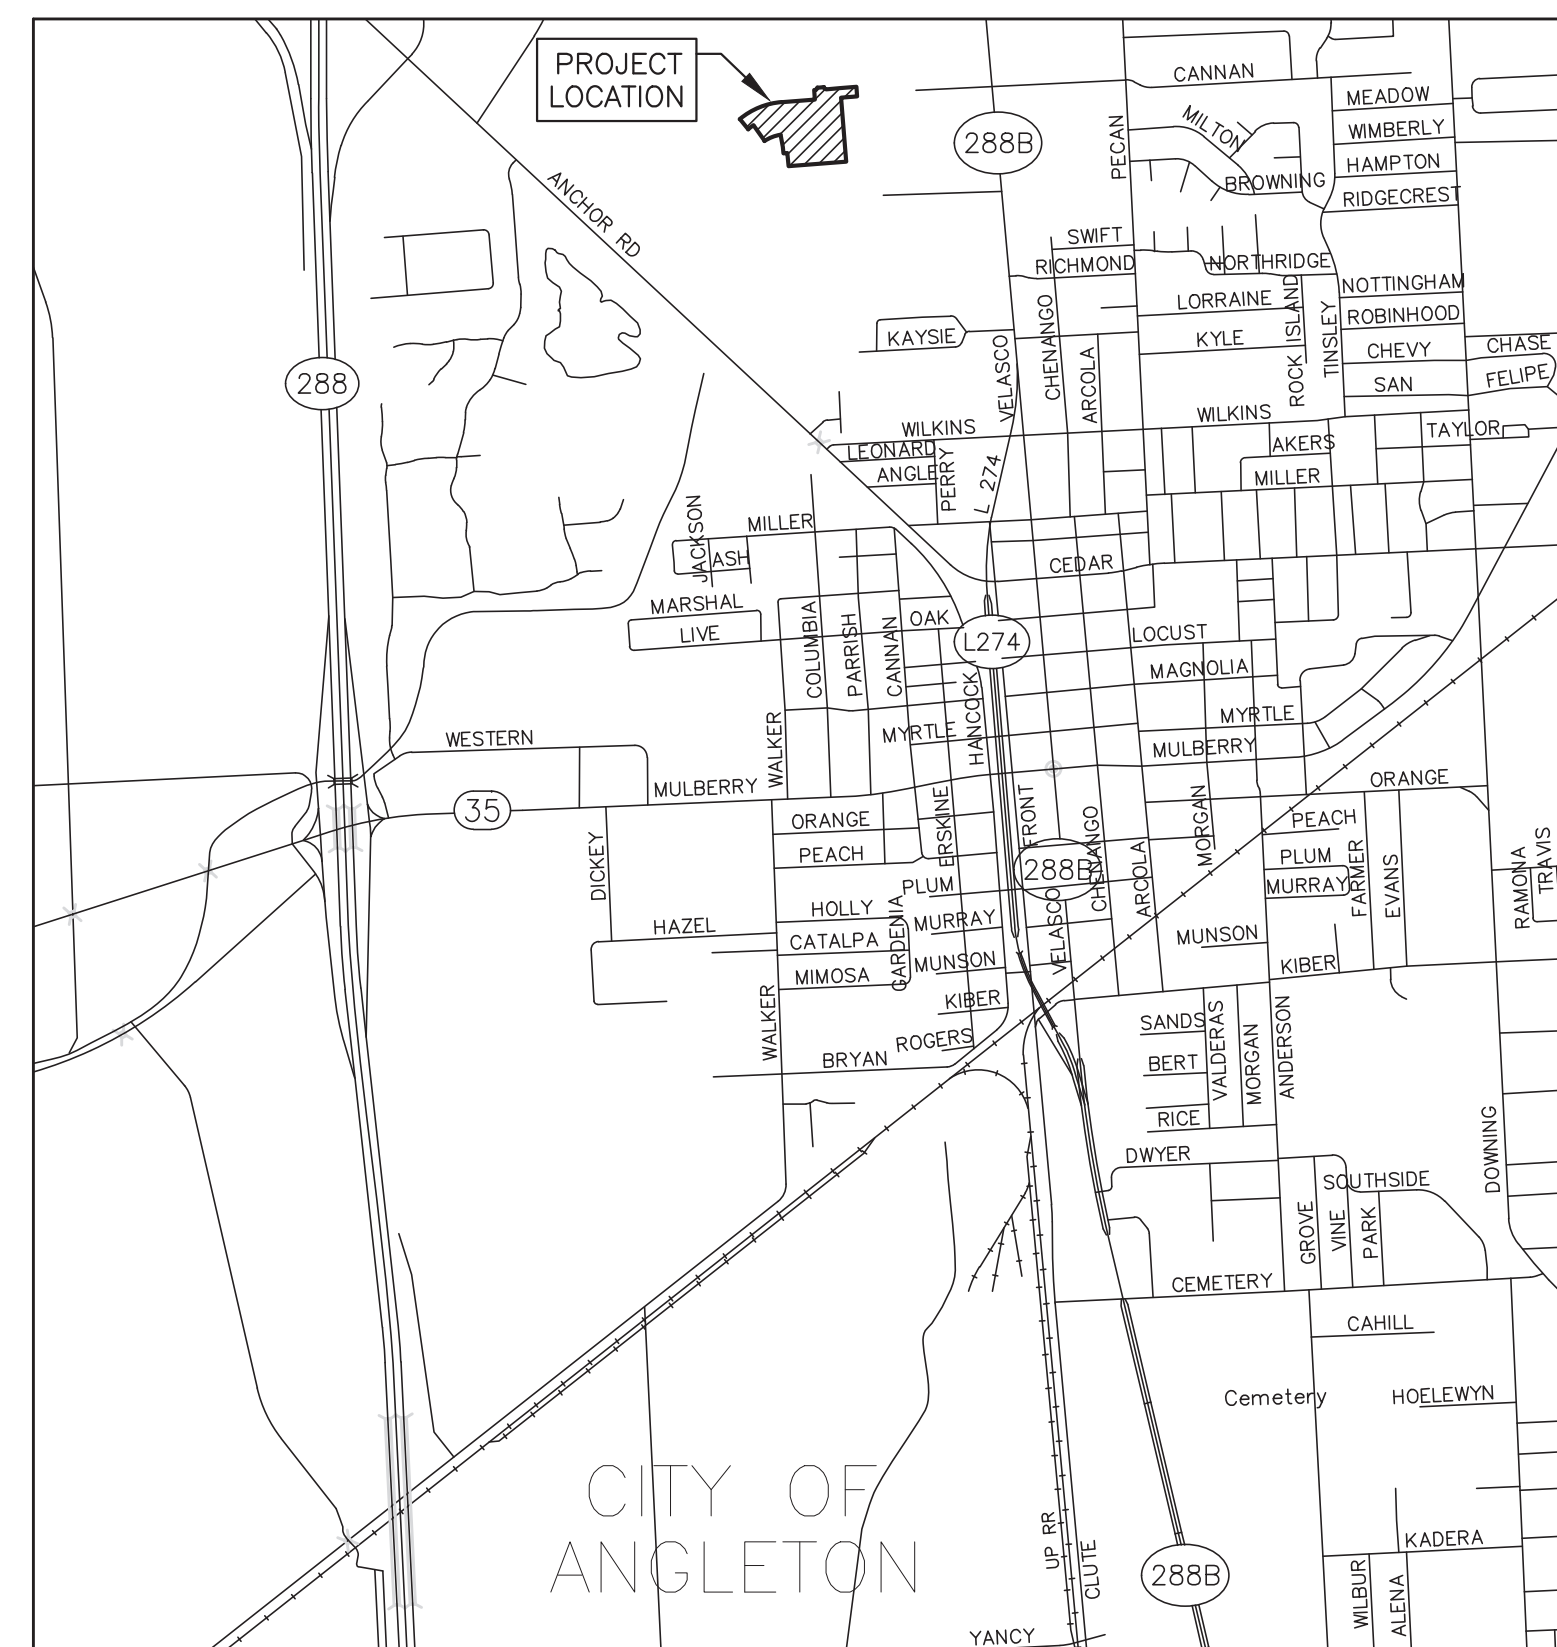 PROJECT
LOCATION
CANNAN
MEADOW
MILTON
WIMBERLY
288B
PECAN
HAMPTON
BROWNING
RIDGECREST
ANCHOR RD
SWIFT
RICHMOND
NORTHRIDGE
NOTTINGHAM
LORRAINE
ROCK ISLAND
ROBINHOOD
CHENANGO
TINSLEY
KAYSIE
KYLE
CHEVY
CHASE
VELASCO
ARCOLA
288
SAN
FELIPE
WILKINS
WILKINS
TAYLOR
LEONARD
AKERS
ANGLE
PERRY
L 274
MILLER
JACKSON
MILLER
ASH
CEDAR
MARSHAL
OAK
LIVE
COLUMBIA
PARRISH
CANNAN
L274
LOCUST
MAGNOLIA
HANCOCK
MYRTLE
MYRTLE
WESTERN
WALKER
MULBERRY
MULBERRY
ORANGE
35
ORANGE
ERSKINE
FRONT
CHENANGO
MORGAN
PEACH
DICKEY
PEACH
PLUM
FARMER
EVANS
RAMONA
TRAVIS
288B
ARCOLA
PLUM
MURRAY
HOLLY
GARDENIA
MURRAY
VELASCO
HAZEL
CATALPA
MUNSON
MIMOSA
MUNSON
KIBER
KIBER
WALKER
SANDS
VALDERAS
MORGAN
ANDERSON
ROGERS
BRYAN
BERT
RICE
DOWNING
DWYER
SOUTHSIDE
GROVE
VINE
PARK
CEMETERY
CAHILL
Cemetery
HOELEWYN
CITY OF
ANGLETON
UP RR
CLUTE
KADERA
288B
WILBUR
ALENA
YANCY